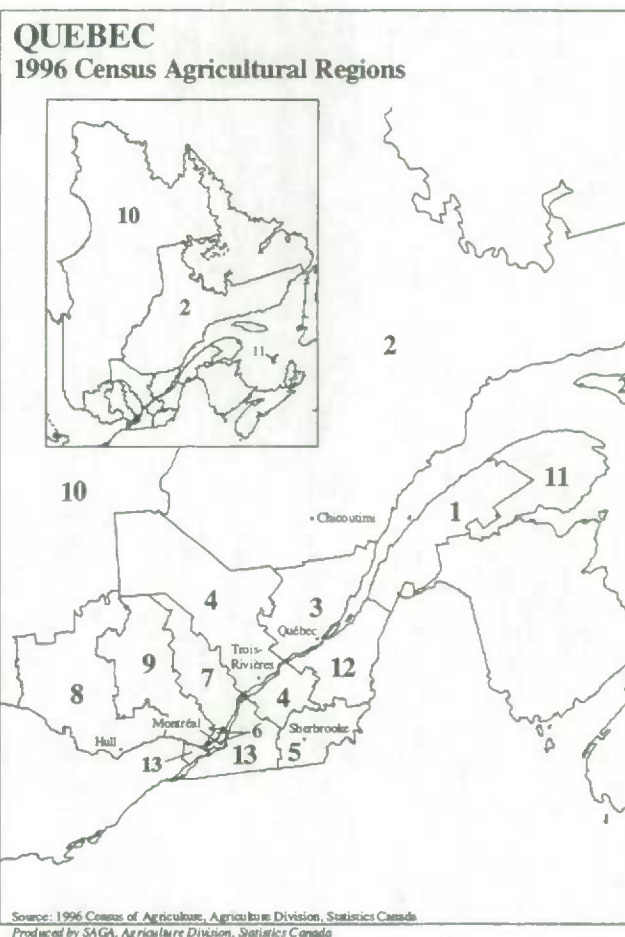 QUEBEC
1996 Census Agricultural Regions
10
2
11
2
2
10
11
1
Chicoutimi
4
3
Québec
Trois-
Rivières
12
9
7
4
8
Montréal
6
Sherbrooke
Hull
13
13
5
Source: 1996 Census of Agriculture, Agriculture Division, Statistics Canada
Produced by SAGA, Agriculture Division, Statistics Canada